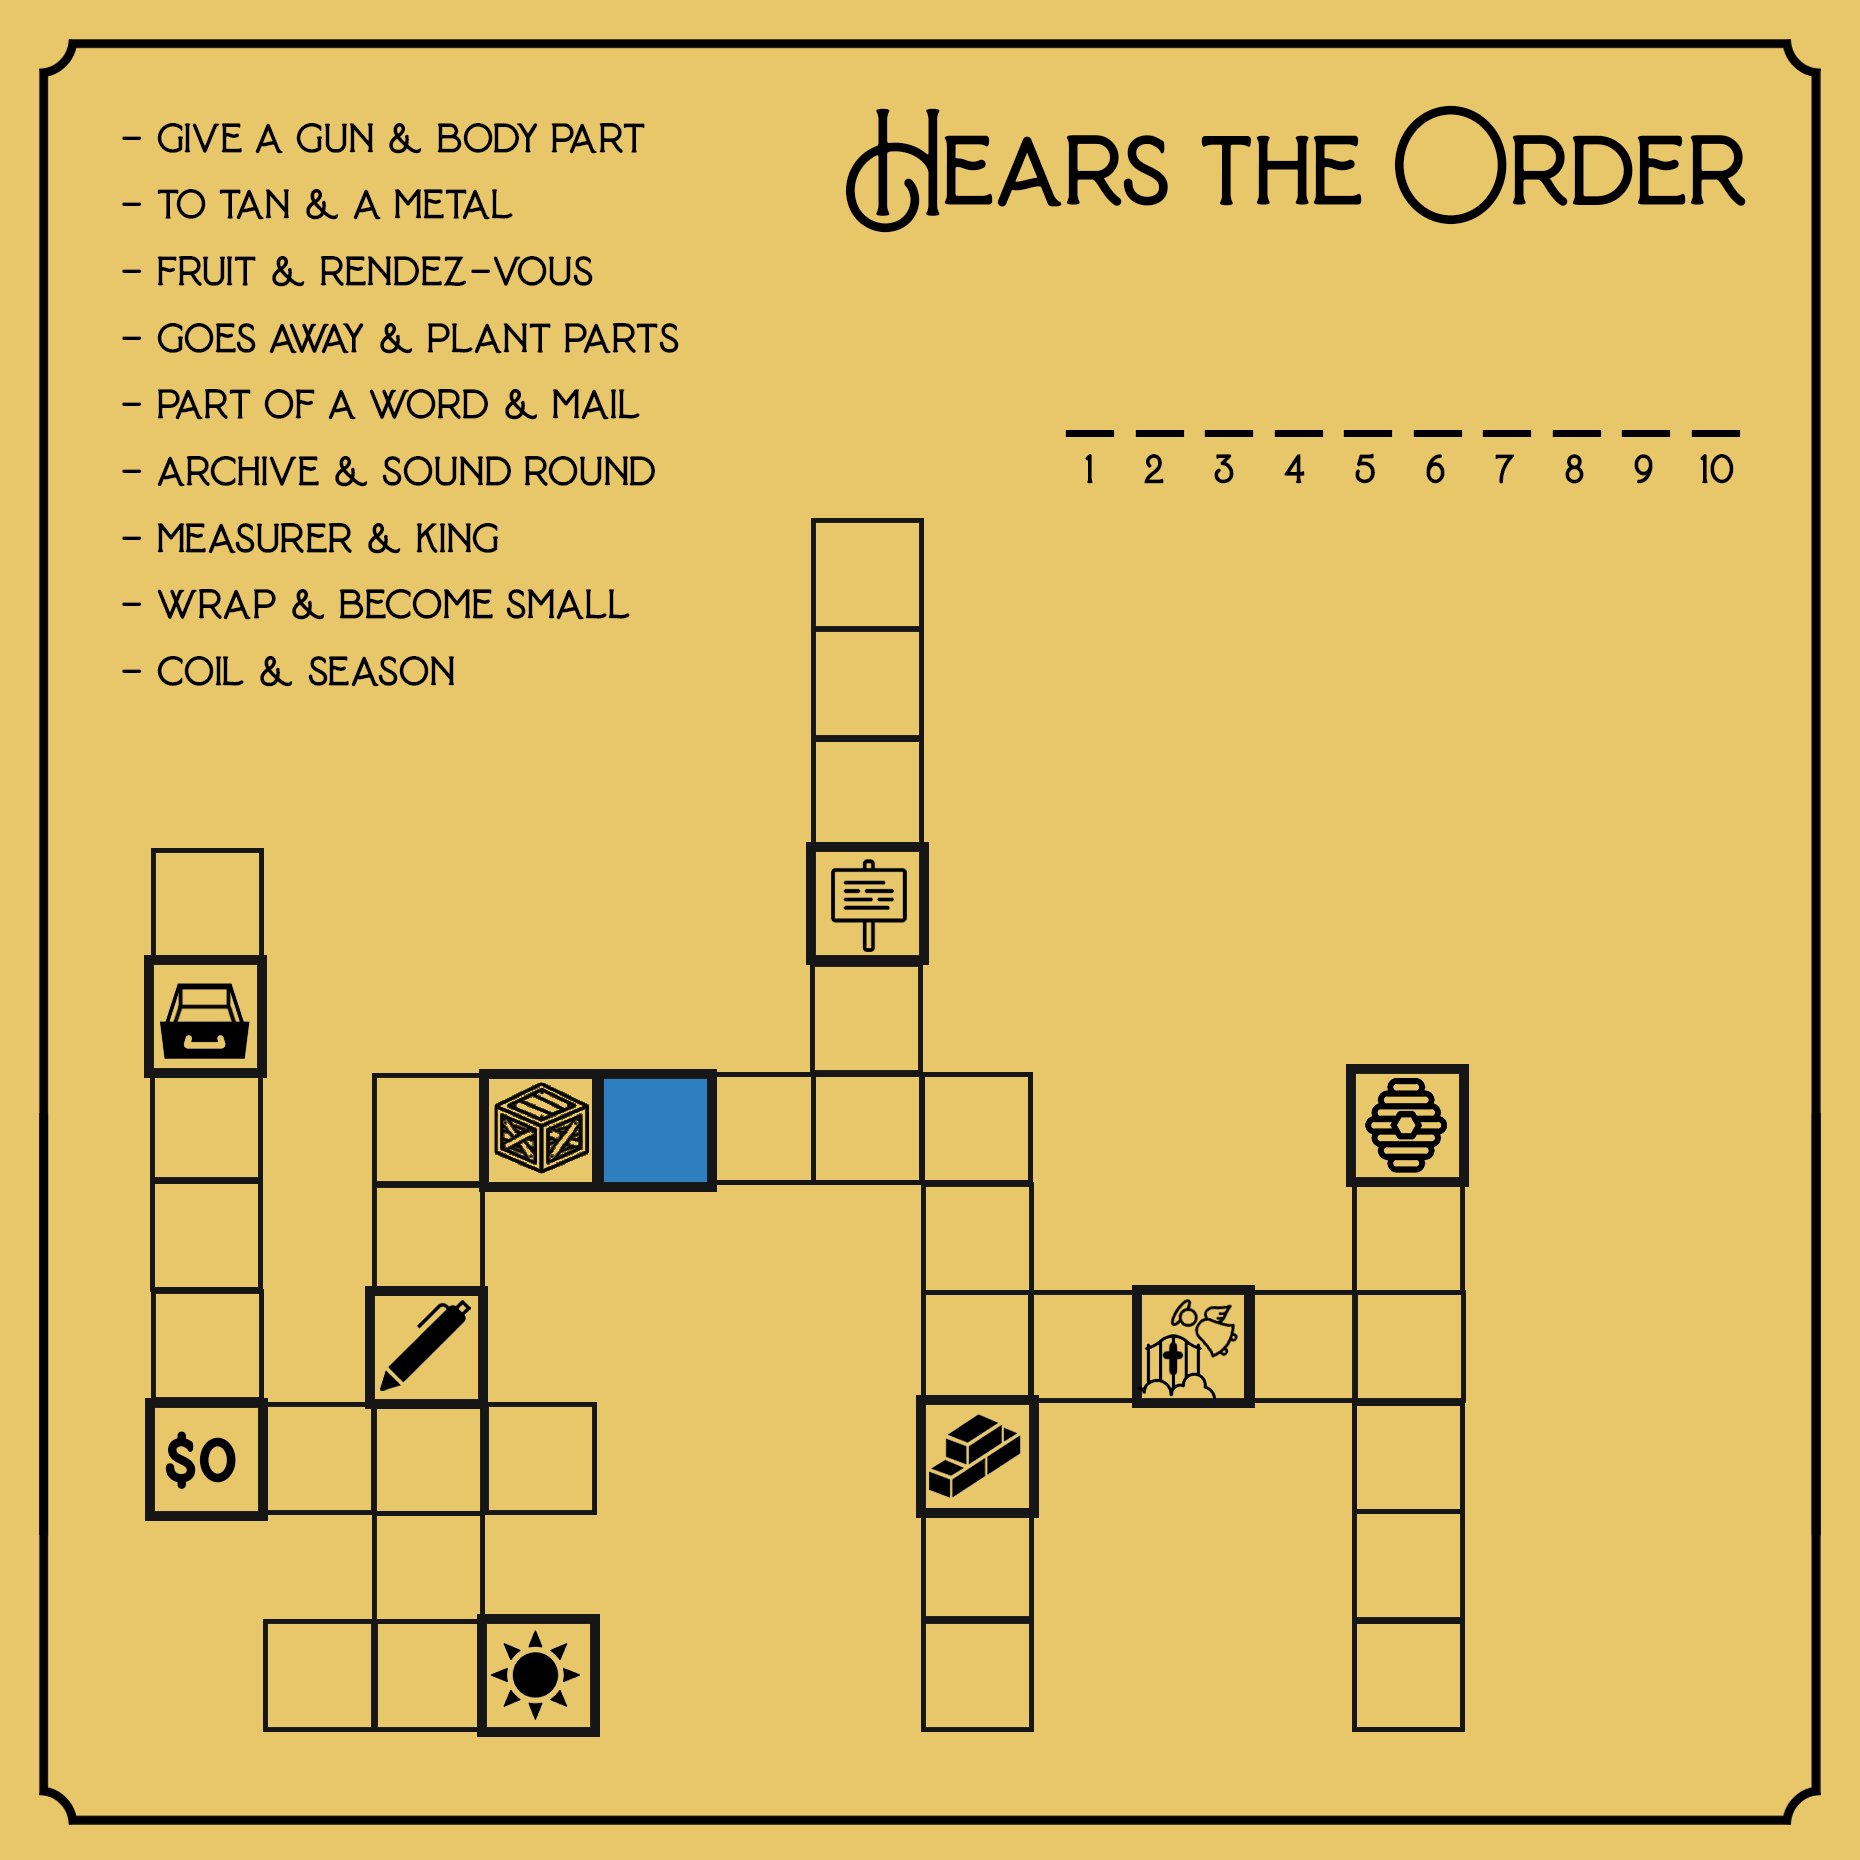 HEARS THE ORDER
- GIVE A GUN & BODY PART
- TO TAN & A METAL
- FRUIT & RENDEZ-VOUS
- GOES AWAY & PLANT PARTS
- PART OF A WORD & MAIL
- ARCHIVE & SOUND ROUND
- MEASURER & KING
- WRAP & BECOME SMALL
- COIL & SEASON
1 2 3 4 5 6 7 8 9 10
$0